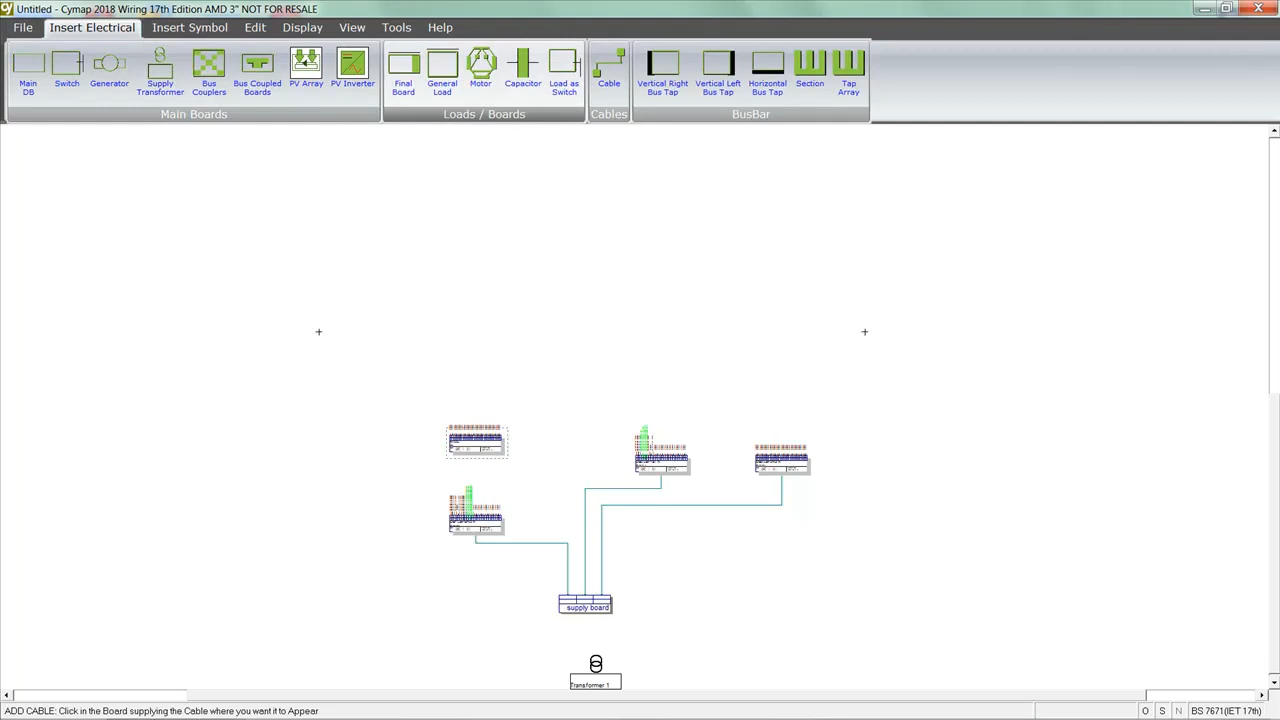 Untitled - Cymap 2018 Wiring 17th Edition AMD 3" NOT FOR RESALE
File Insert Electrical Insert Symbol Edit Display View Tools Help
Main DB
Switch
Generator
Supply Transformer
Bus Couplers
Bus Coupled Boards
PV Array
PV Inverter
Final Board
General Load
Motor
Capacitor
Load as Switch
Cable
Vertical Right Bus Tap
Vertical Left Bus Tap
Horizontal Bus Tap
Section
Tap Array
Main Boards
Loads / Boards
Cables
BusBar
supply board
Transformer 1
ADD CABLE: Click in the Board supplying the Cable where you want it to Appear
O S N BS 7671(IET 17th)